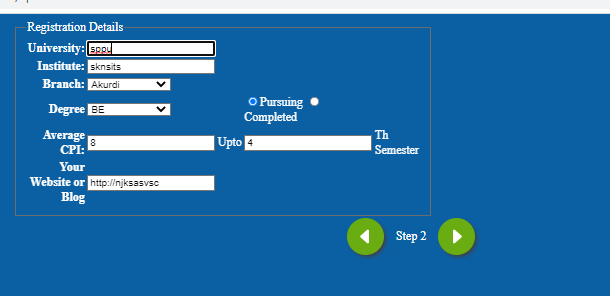 Registration Details
University: sppu
Institute: sknsits
Branch: Akurdi
Degree BE Pursuing
Completed
Average CPI: 8 Upto 4 Th Semester
Your Website or Blog http://njksasvsc
Step 2